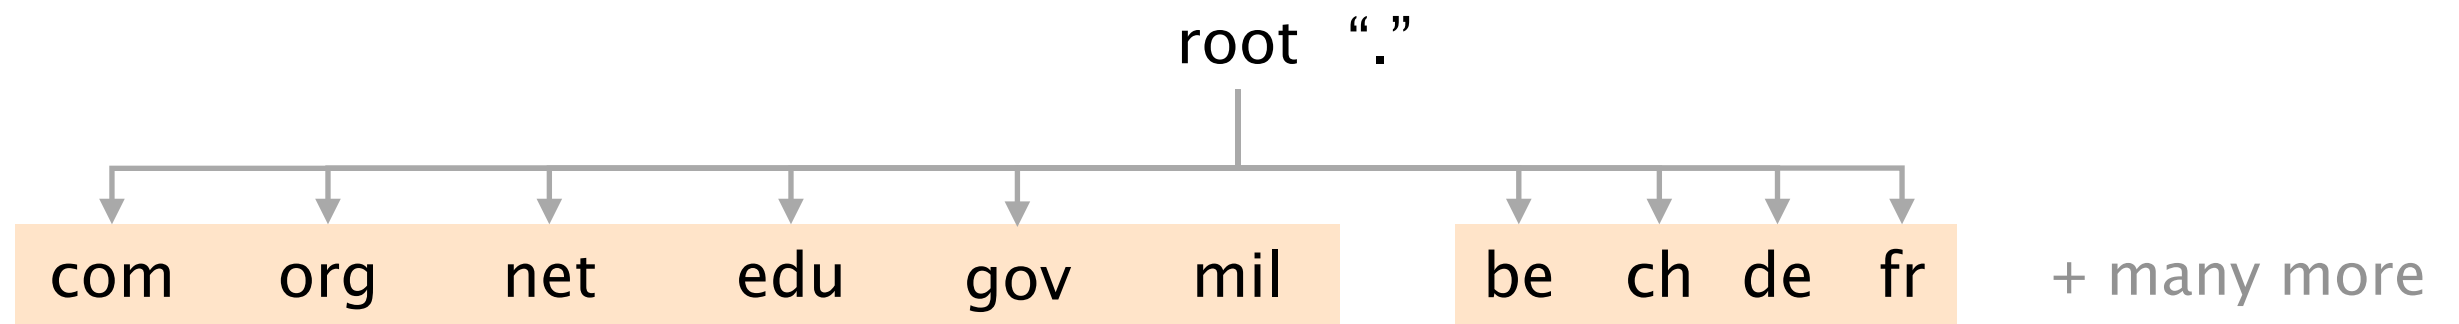 root “.”
com org net edu gov mil be ch de fr + many more